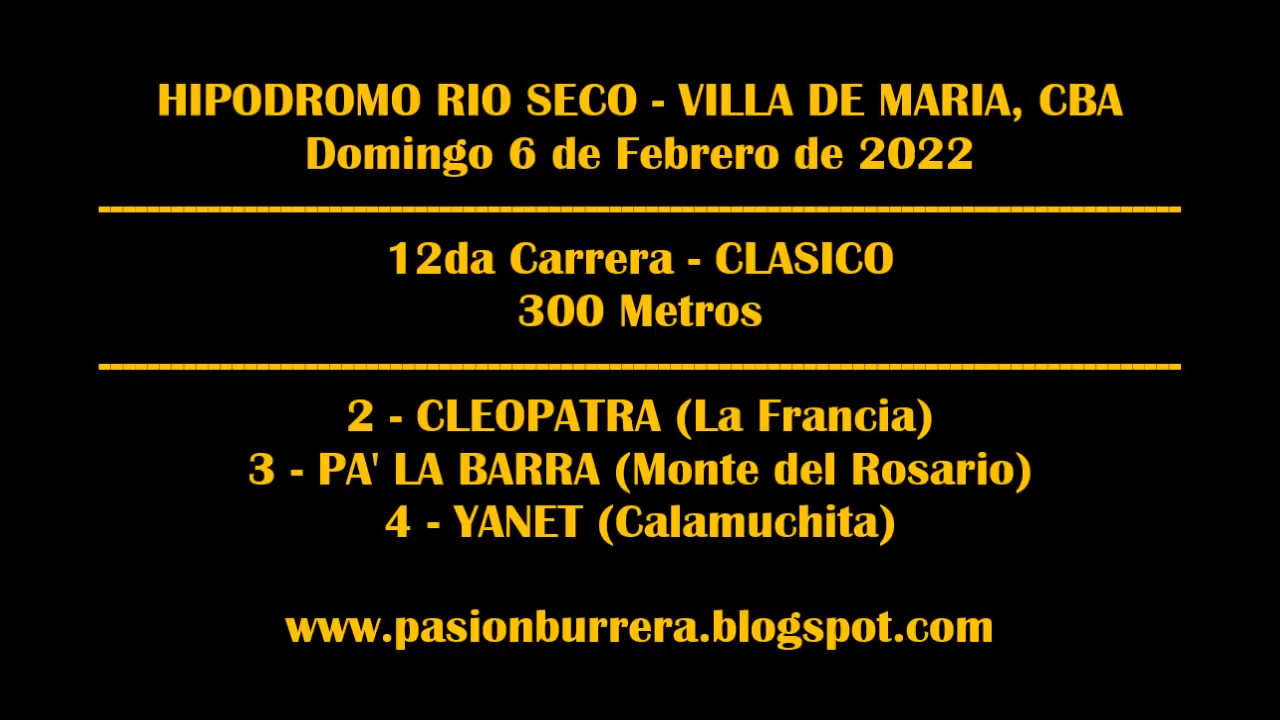 HIPODROMO RIO SECO - VILLA DE MARIA, CBA
Domingo 6 de Febrero de 2022
12da Carrera - CLASICO
300 Metros
2 - CLEOPATRA (La Francia)
3 - PA' LA BARRA (Monte del Rosario)
4 - YANET (Calamuchita)
www.pasionburrera.blogspot.com